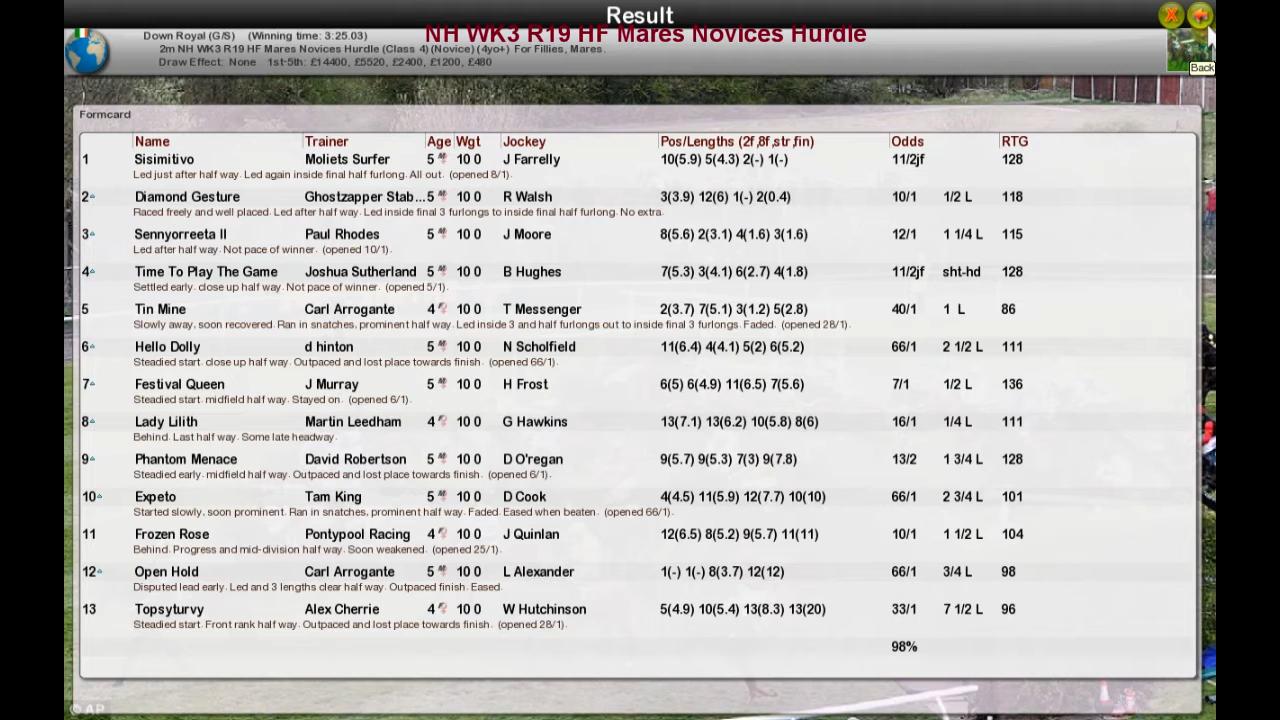 Result
NH WK3 R19 HF Mares Novices Hurdle
Down Royal (G/S) (Winning time: 3:25.03)
2m NH WK3 R19 HF Mares Novices Hurdle (Class 4) (Novice) (4yo+) For Fillies, Mares.
Draw Effect: None 1st-5th: £14400, £5520, £2400, £1200, £480
Back
Formcard
Name Trainer Age Wgt Jockey Pos/Lengths (2f,8f,str,fin) Odds RTG
1 Sisimitivo Moliets Surfer 5 10 0 J Farrelly 10(5.9) 5(4.3) 2(-) 1(-) 11/2jf 128
Led just after half way. Led again inside final half furlong. All out. (opened 8/1).
2 Diamond Gesture Ghostzapper Stab... 5 10 0 R Walsh 3(3.9) 12(6) 1(-) 2(0.4) 10/1 1/2 L 118
Raced freely and well placed. Led after half way. Led inside final 3 furlongs to inside final half furlong. No extra.
3 Sennyorreeta II Paul Rhodes 5 10 0 J Moore 8(5.6) 2(3.1) 4(1.6) 3(1.6) 12/1 1 1/4 L 115
Led after half way. Not pace of winner. (opened 10/1).
4 Time To Play The Game Joshua Sutherland 5 10 0 B Hughes 7(5.3) 3(4.1) 6(2.7) 4(1.8) 11/2jf sht-hd 128
Settled early. close up half way. Not pace of winner. (opened 5/1).
5 Tin Mine Carl Arrogante 4 10 0 T Messenger 2(3.7) 7(5.1) 3(1.2) 5(2.8) 40/1 1 L 86
Slowly away, soon recovered. Ran in snatches, prominent half way. Led inside 3 and half furlongs out to inside final 3 furlongs. Faded. (opened 28/1).
6 Hello Dolly d hinton 5 10 0 N Scholfield 11(6.4) 4(4.1) 5(2) 6(5.2) 66/1 2 1/2 L 111
Steadied start. close up half way. Outpaced and lost place towards finish. (opened 66/1).
7 Festival Queen J Murray 5 10 0 H Frost 6(5) 6(4.9) 11(6.5) 7(5.6) 7/1 1/2 L 136
Steadied start. midfield half way. Stayed on. (opened 6/1).
8 Lady Lilith Martin Leedham 4 10 0 G Hawkins 13(7.1) 13(6.2) 10(5.8) 8(6) 16/1 1/4 L 111
Behind. Last half way. Some late headway.
9 Phantom Menace David Robertson 5 10 0 D O'regan 9(5.7) 9(5.3) 7(3) 9(7.8) 13/2 1 3/4 L 128
Steadied early. midfield half way. Outpaced and lost place towards finish. (opened 6/1).
10 Expeto Tam King 5 10 0 D Cook 4(4.5) 11(5.9) 12(7.7) 10(10) 66/1 2 3/4 L 101
Started slowly, soon prominent. Ran in snatches, prominent half way. Faded. Eased when beaten. (opened 66/1).
11 Frozen Rose Pontypool Racing 4 10 0 J Quinlan 12(6.5) 8(5.2) 9(5.7) 11(11) 10/1 1 1/2 L 104
Behind. Progress and mid-division half way. Soon weakened. (opened 25/1).
12 Open Hold Carl Arrogante 5 10 0 L Alexander 1(-) 1(-) 8(3.7) 12(12) 66/1 3/4 L 98
Disputed lead early. Led and 3 lengths clear half way. Outpaced finish. Eased.
13 Topsyturvy Alex Cherrie 4 10 0 W Hutchinson 5(4.9) 10(5.4) 13(8.3) 13(20) 33/1 7 1/2 L 96
Steadied start. Front rank half way. Outpaced and lost place towards finish. (opened 28/1).
98%
© AP